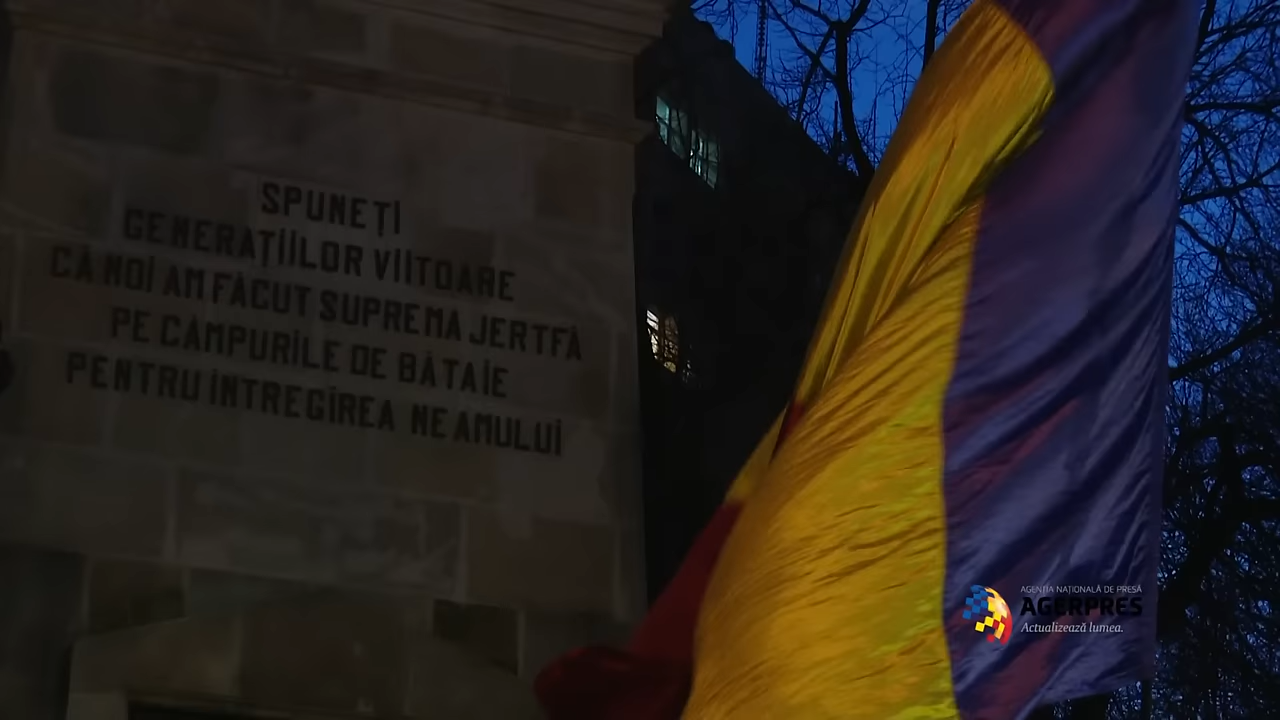 SPUNEȚI
GENERAȚIILOR VIITOARE
CĂ NOI AM FĂCUT SUPREMA JERTFĂ
PE CÂMPURILE DE BĂTAIE
PENTRU ÎNTREGIREA NEAMULUI
AGENȚIA NAȚIONALĂ DE PRESĂ
AGERPRES
Actualizează lumea.